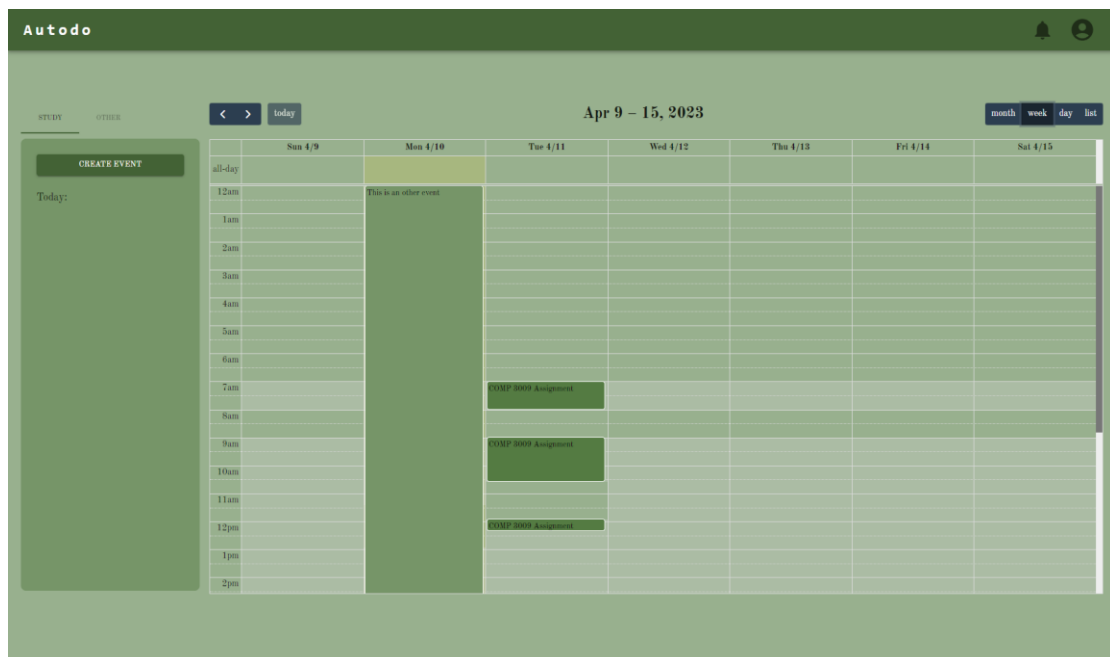 Autodo
STUDY OTHER
today
Apr 9 – 15, 2023
month week day list
CREATE EVENT
Today:
Sun 4/9 Mon 4/10 Tue 4/11 Wed 4/12 Thu 4/13 Fri 4/14 Sat 4/15
all-day
12am This is an other event
1am
2am
3am
4am
5am
6am
7am COMP 3009 Assignment
8am
9am COMP 3009 Assignment
10am
11am
12pm COMP 3009 Assignment
1pm
2pm